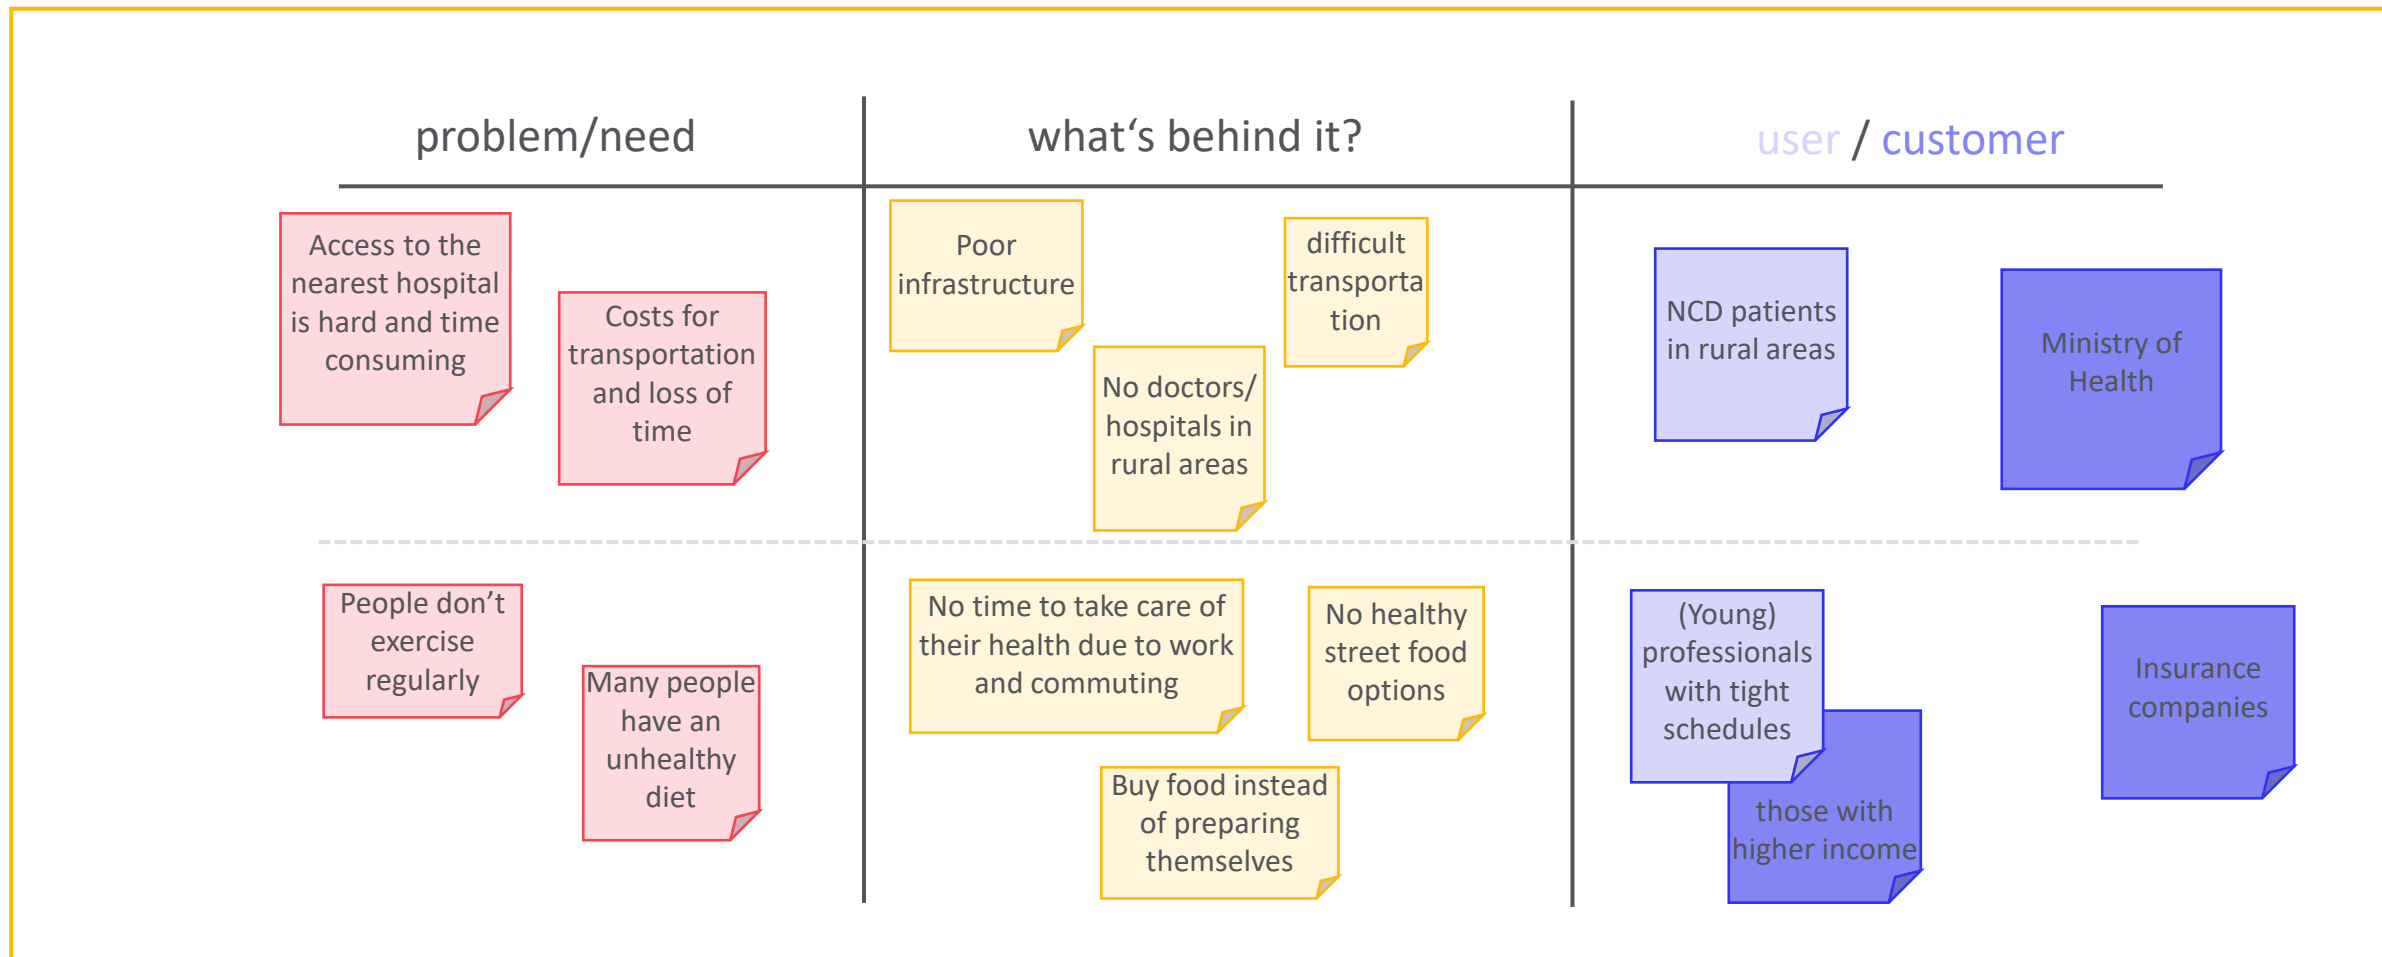 problem/need
what‘s behind it?
user / customer
Access to the
nearest hospital
is hard and time
consuming
Costs for
transportation
and loss of
time
Poor
infrastructure
difficult
transporta
tion
No doctors/
hospitals in
rural areas
NCD patients
in rural areas
Ministry of
Health
People don’t
exercise
regularly
Many people
have an
unhealthy
diet
No time to take care of
their health due to work
and commuting
No healthy
street food
options
Buy food instead
of preparing
themselves
(Young)
professionals
with tight
schedules
those with
higher income
Insurance
companies